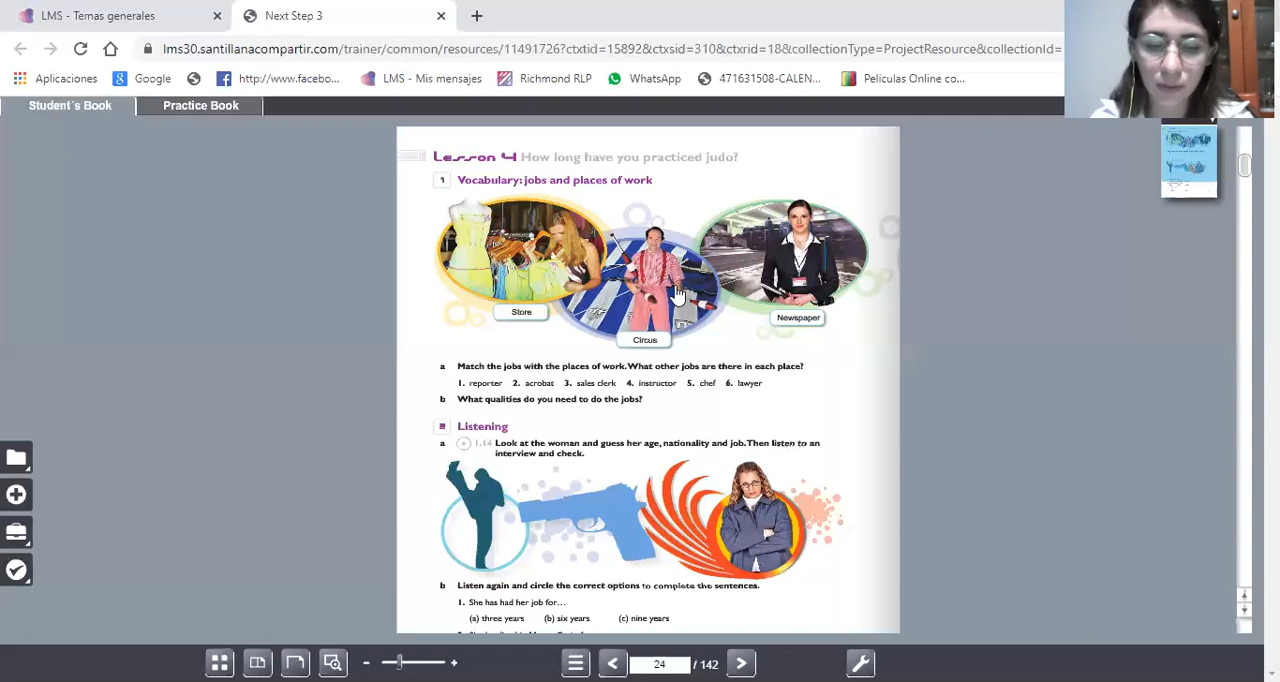 LMS - Temas generales
Next Step 3
lms30.santillanacompartir.com/trainer/common/resources/11491726?ctxtid=15892&ctxsid=310&ctxrid=18&collectionType=ProjectResource&collectionId=
Aplicaciones
Google
http://www.facebo...
LMS - Mis mensajes
Richmond RLP
WhatsApp
471631508-CALEN...
Peliculas Online co...
Student´s Book
Practice Book
Lesson 4 How long have you practiced judo?
1 Vocabulary: jobs and places of work
Store
Circus
Newspaper
a Match the jobs with the places of work. What other jobs are there in each place?
1. reporter 2. acrobat 3. sales clerk 4. instructor 5. chef 6. lawyer
b What qualities do you need to do the jobs?
Listening
a 1.14 Look at the woman and guess her age, nationality and job. Then listen to an
interview and check.
b Listen again and circle the correct options to complete the sentences.
1. She has had her job for...
(a) three years (b) six years (c) nine years
24 / 142